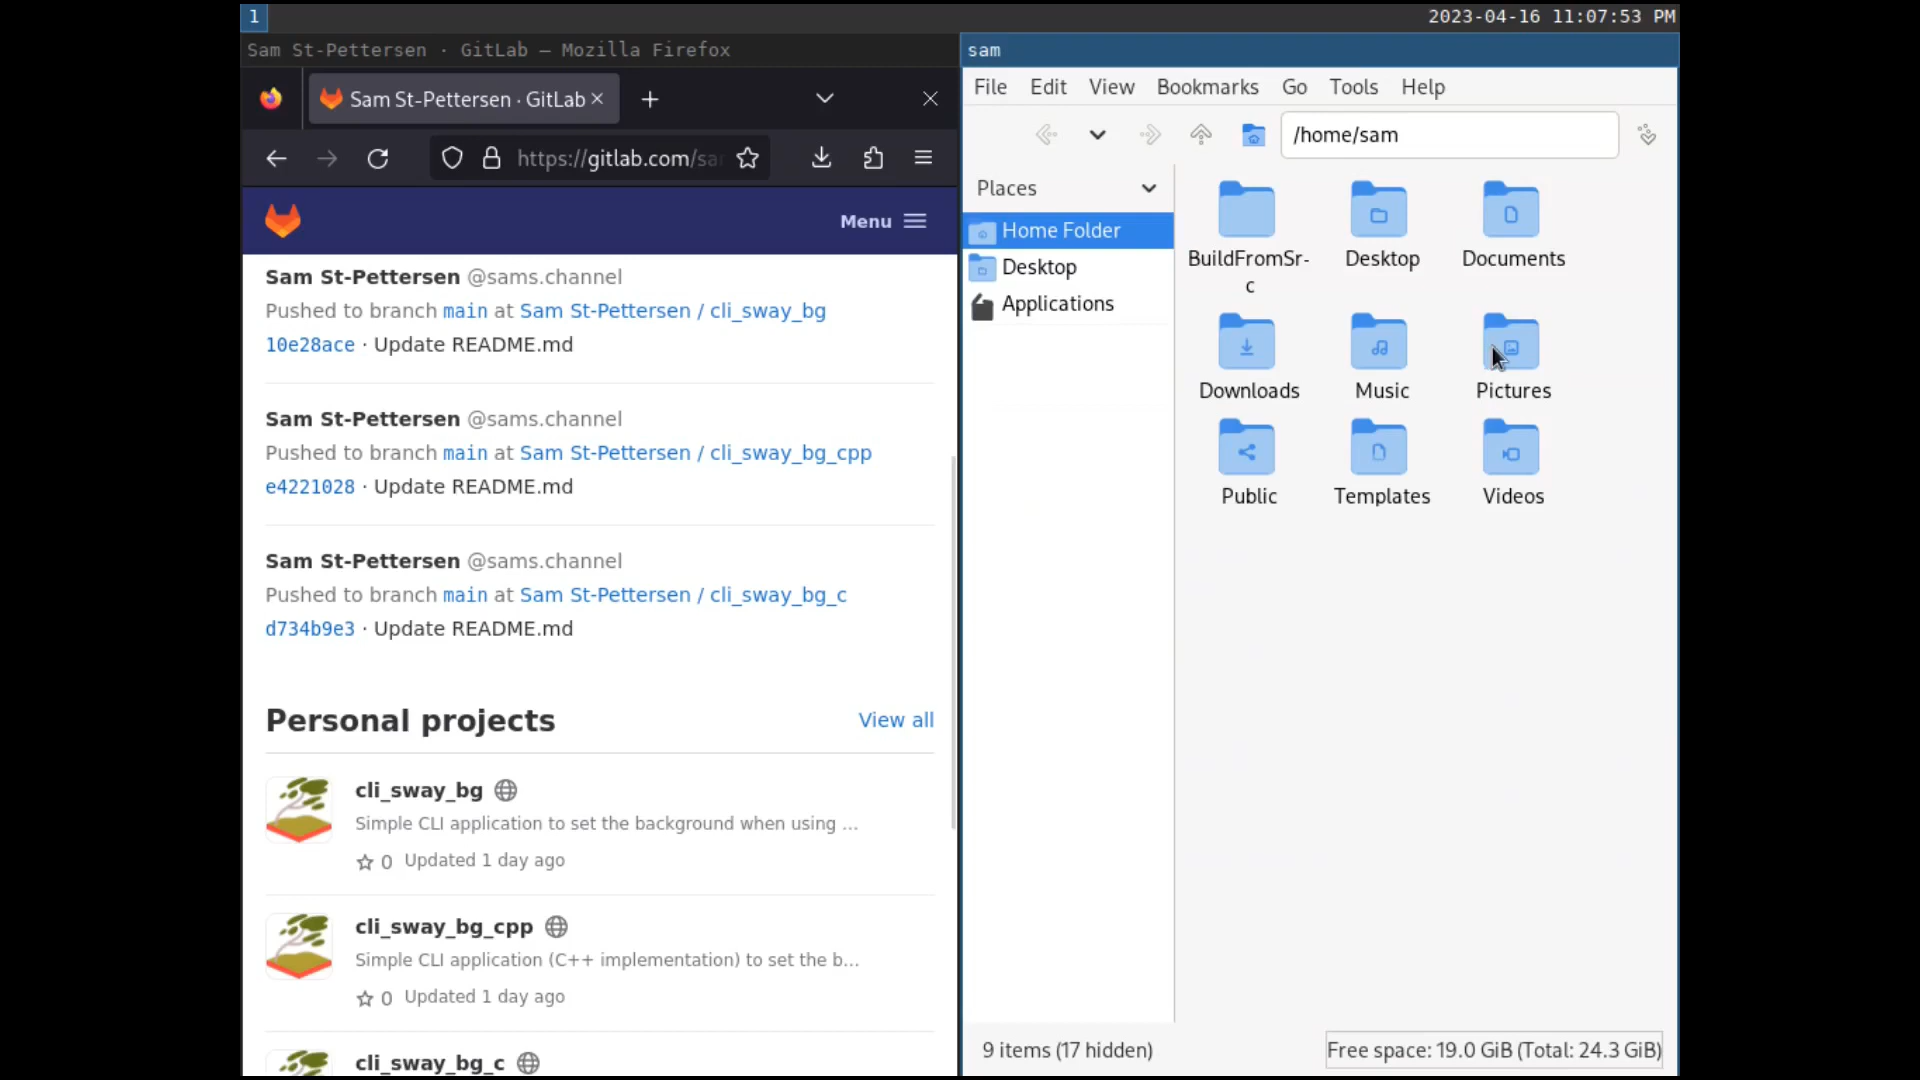 1
2023-04-16 11:07:53 PM
Sam St-Pettersen · GitLab — Mozilla Firefox
Sam St-Pettersen · GitLab
https://gitlab.com/sa
Menu
Sam St-Pettersen @sams.channel
Pushed to branch main at Sam St-Pettersen / cli_sway_bg
10e28ace · Update README.md
Sam St-Pettersen @sams.channel
Pushed to branch main at Sam St-Pettersen / cli_sway_bg_cpp
e4221028 · Update README.md
Sam St-Pettersen @sams.channel
Pushed to branch main at Sam St-Pettersen / cli_sway_bg_c
d734b9e3 · Update README.md
Personal projects
View all
cli_sway_bg
Simple CLI application to set the background when using ...
0 Updated 1 day ago
cli_sway_bg_cpp
Simple CLI application (C++ implementation) to set the b...
0 Updated 1 day ago
cli_sway_bg_c
sam
File Edit View Bookmarks Go Tools Help
/home/sam
Places
Home Folder
Desktop
Applications
BuildFromSr-
c
Desktop
Documents
Downloads
Music
Pictures
Public
Templates
Videos
9 items (17 hidden)
Free space: 19.0 GiB (Total: 24.3 GiB)